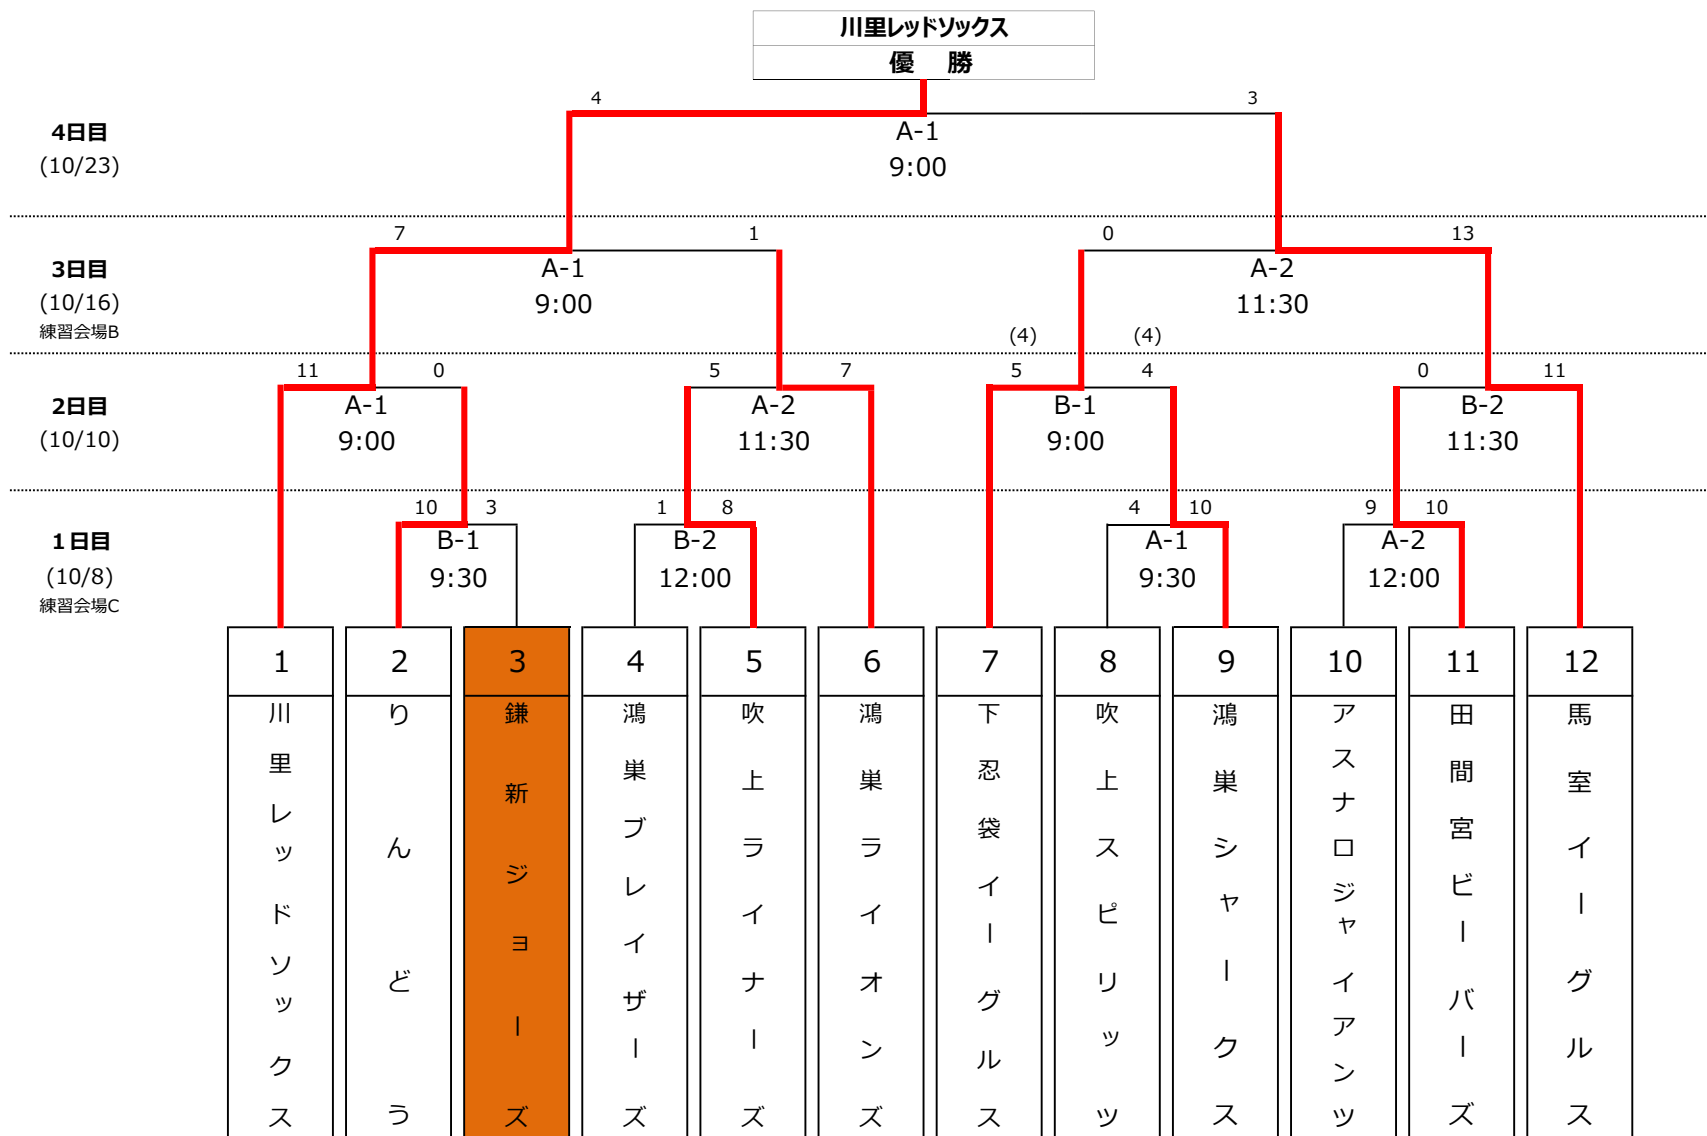 川里レッドソックス
優　勝
4 3
4日目
A-1
(10/23)
9:00
7 1 0 13
3日目
A-1 A-2
(10/16)
9:00 11:30
練習会場B
(4) (4)
11 0 5 7 5 4 0 11
2日目
A-1 A-2 B-1 B-2
(10/10)
9:00 11:30 9:00 11:30
10 3 1 8 4 10 9 10
1日目
B-1 B-2 A-1 A-2
(10/8)
9:30 12:00 9:30 12:00
練習会場C
1 2 3 4 5 6 7 8 9 10 11 12
川里レッドソックス
りんどう
鎌新ジョーズ
鴻巣ブレイザーズ
吹上ライナーズ
鴻巣ライオンズ
下忍袋イーグルス
吹上スピリッツ
鴻巣シャークス
アスナロジャイアンツ
田間宮ビーバーズ
馬室イーグルス